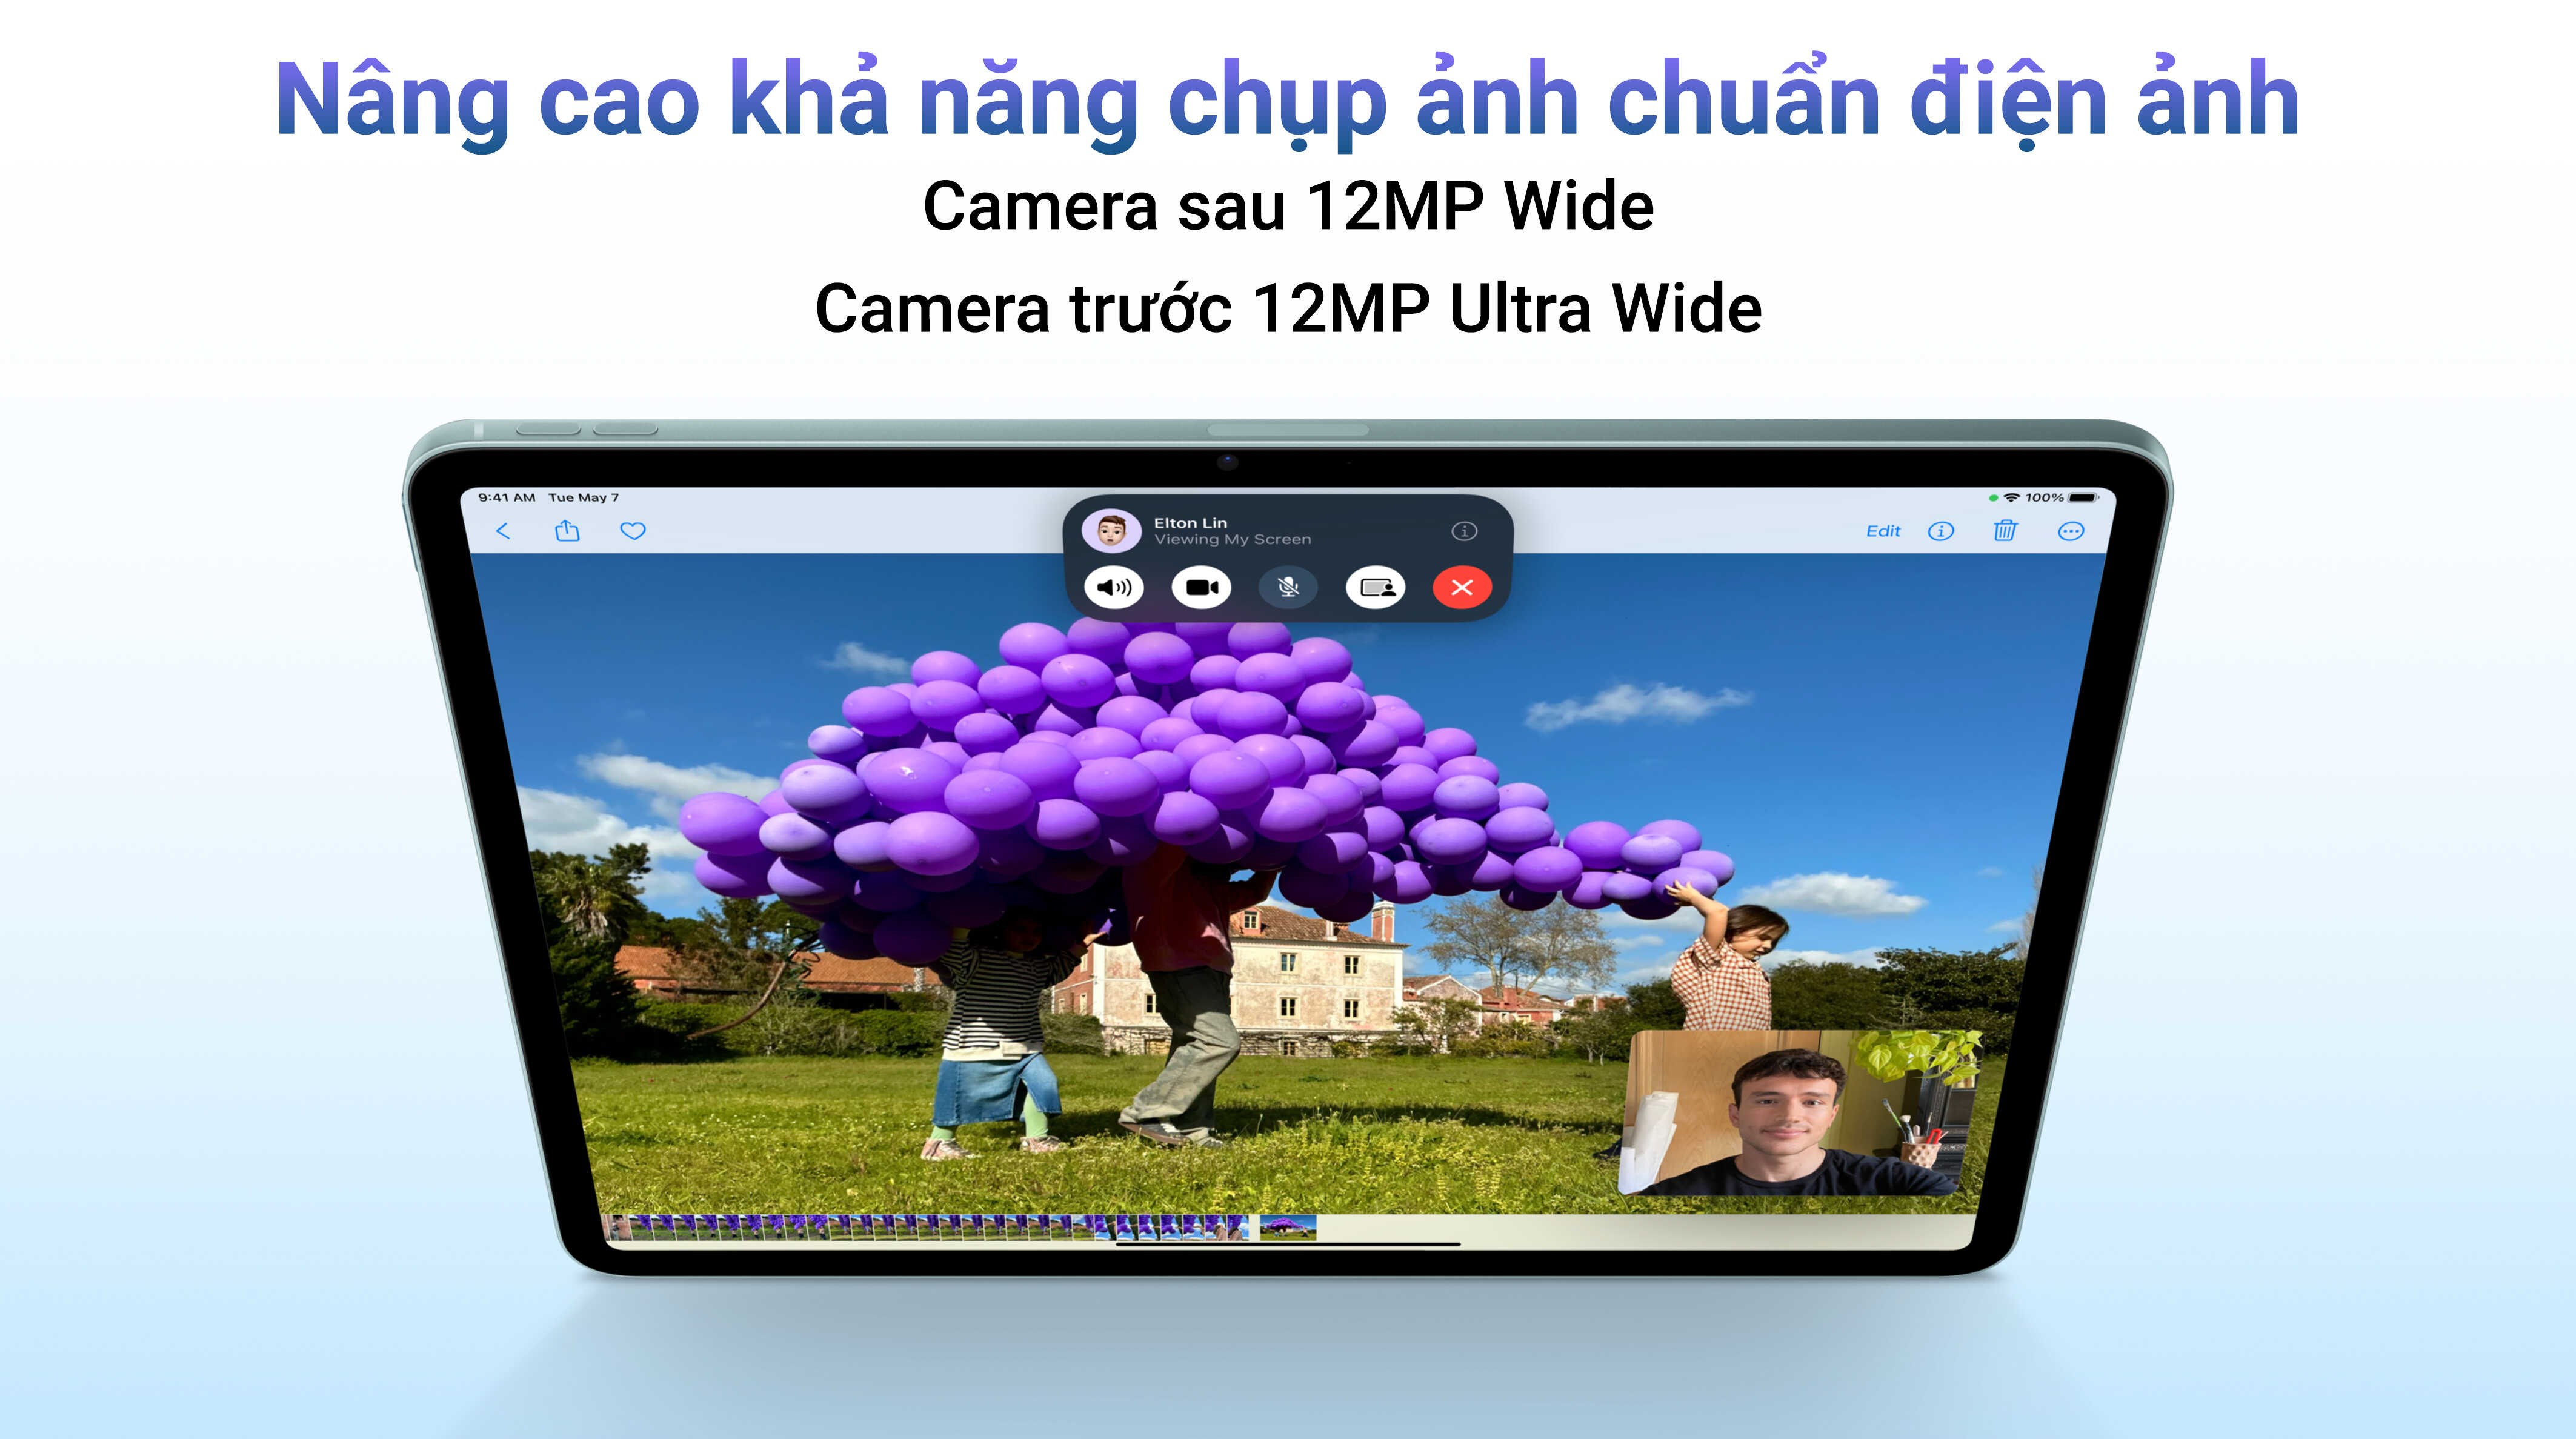 Nâng cao khả năng chụp ảnh chuẩn điện ảnh
Camera sau 12MP Wide
Camera trước 12MP Ultra Wide
9:41 AM Tue May 7
100%
Elton Lin
Viewing My Screen
Edit